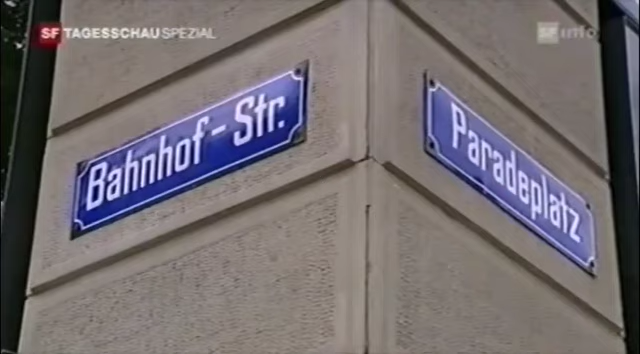 SF TAGESSCHAU SPEZIAL
SF info
Bahnhof-Str.
Paradeplatz